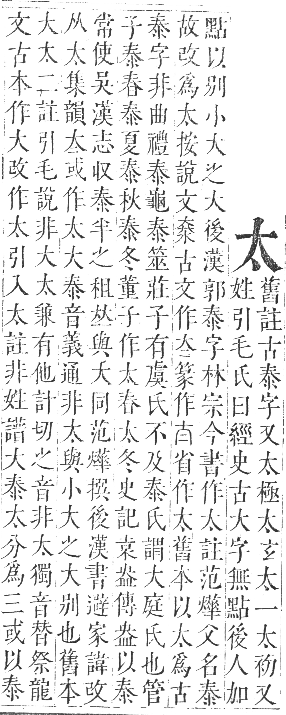 太
舊註古泰字又太極太玄太一太初又
姓引毛氏曰經史古大字無點後人加
點以別小大之大後漢郭泰字林宗今書作太註范燁父名泰
故改爲太按說文古文作夳篆作省作太舊本以太爲古
泰字非曲禮泰龜泰筮莊子有虞氏不及泰氏謂大庭氏也管
子泰春泰夏泰秋泰冬董子作太春太冬史記袁盎傳盎以泰
常使吳漢志収泰半之租𠀤與大同范燁撰後漢書避家諱改
从太集韻太或作太大泰音義通非太與小大之大別也舊本
大太二註引毛說非大太兼有他計切之音非太獨音替祭龍
文古本作大改作太引入太註非姓譜大泰太分爲三或以泰